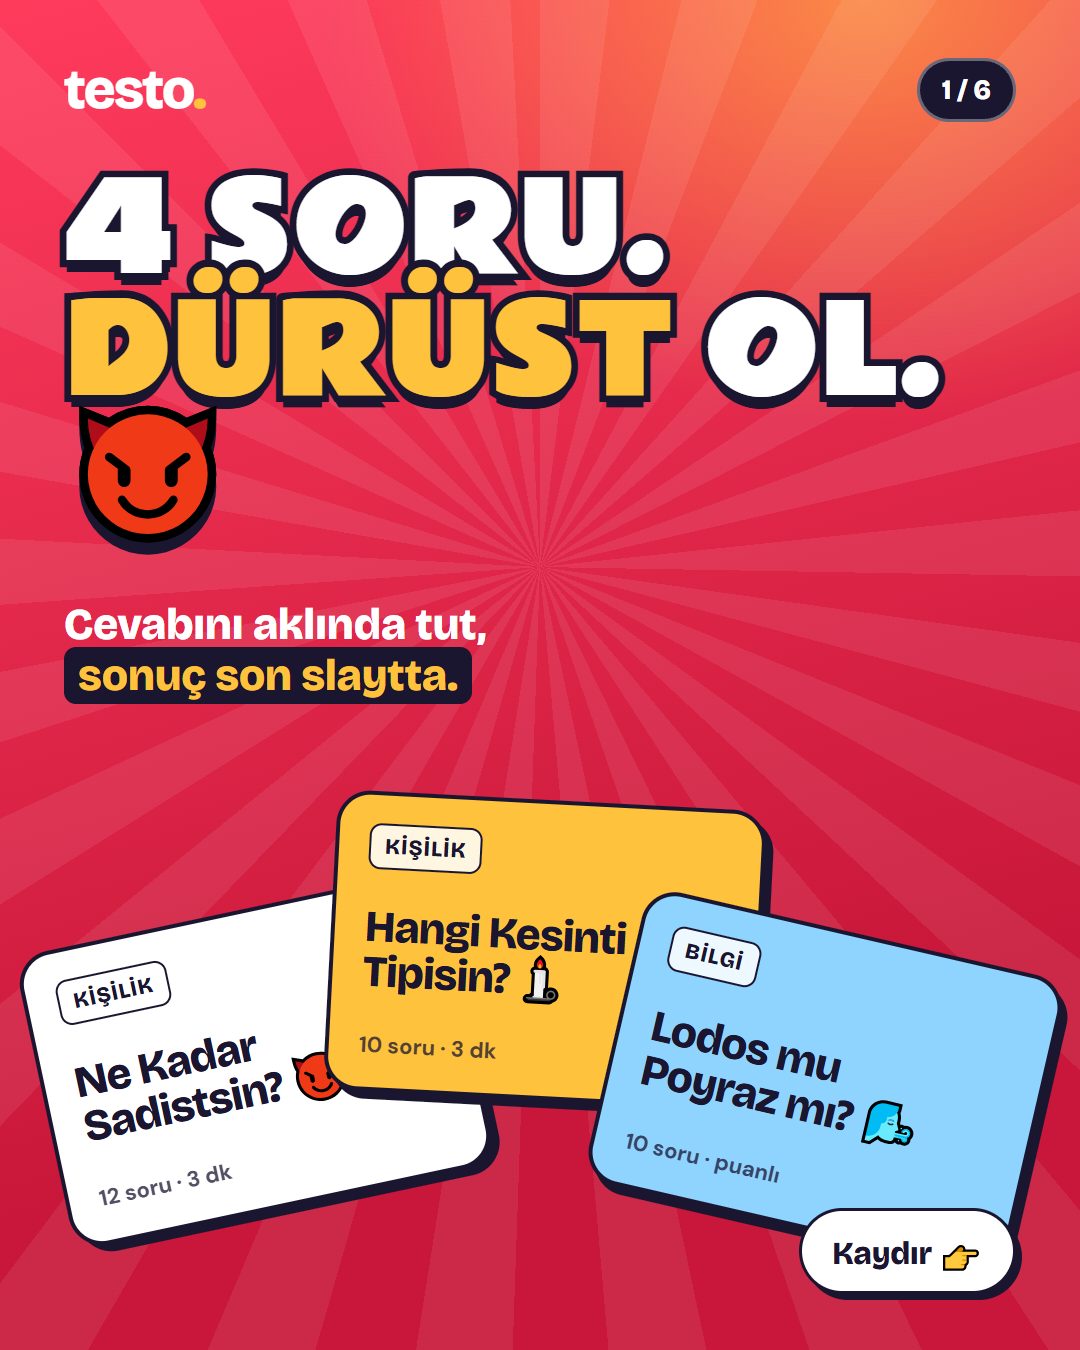 testo.
1 / 6
4 SORU.
DÜRÜST OL.
Cevabını aklında tut,
sonuç son slaytta.
KİŞİLİK
Ne Kadar
Sadistsin?
12 soru · 3 dk
KİŞİLİK
Hangi Kesinti
Tipisin?
10 soru · 3 dk
BİLGİ
Lodos mu
Poyraz mı?
10 soru · puanlı
Kaydır